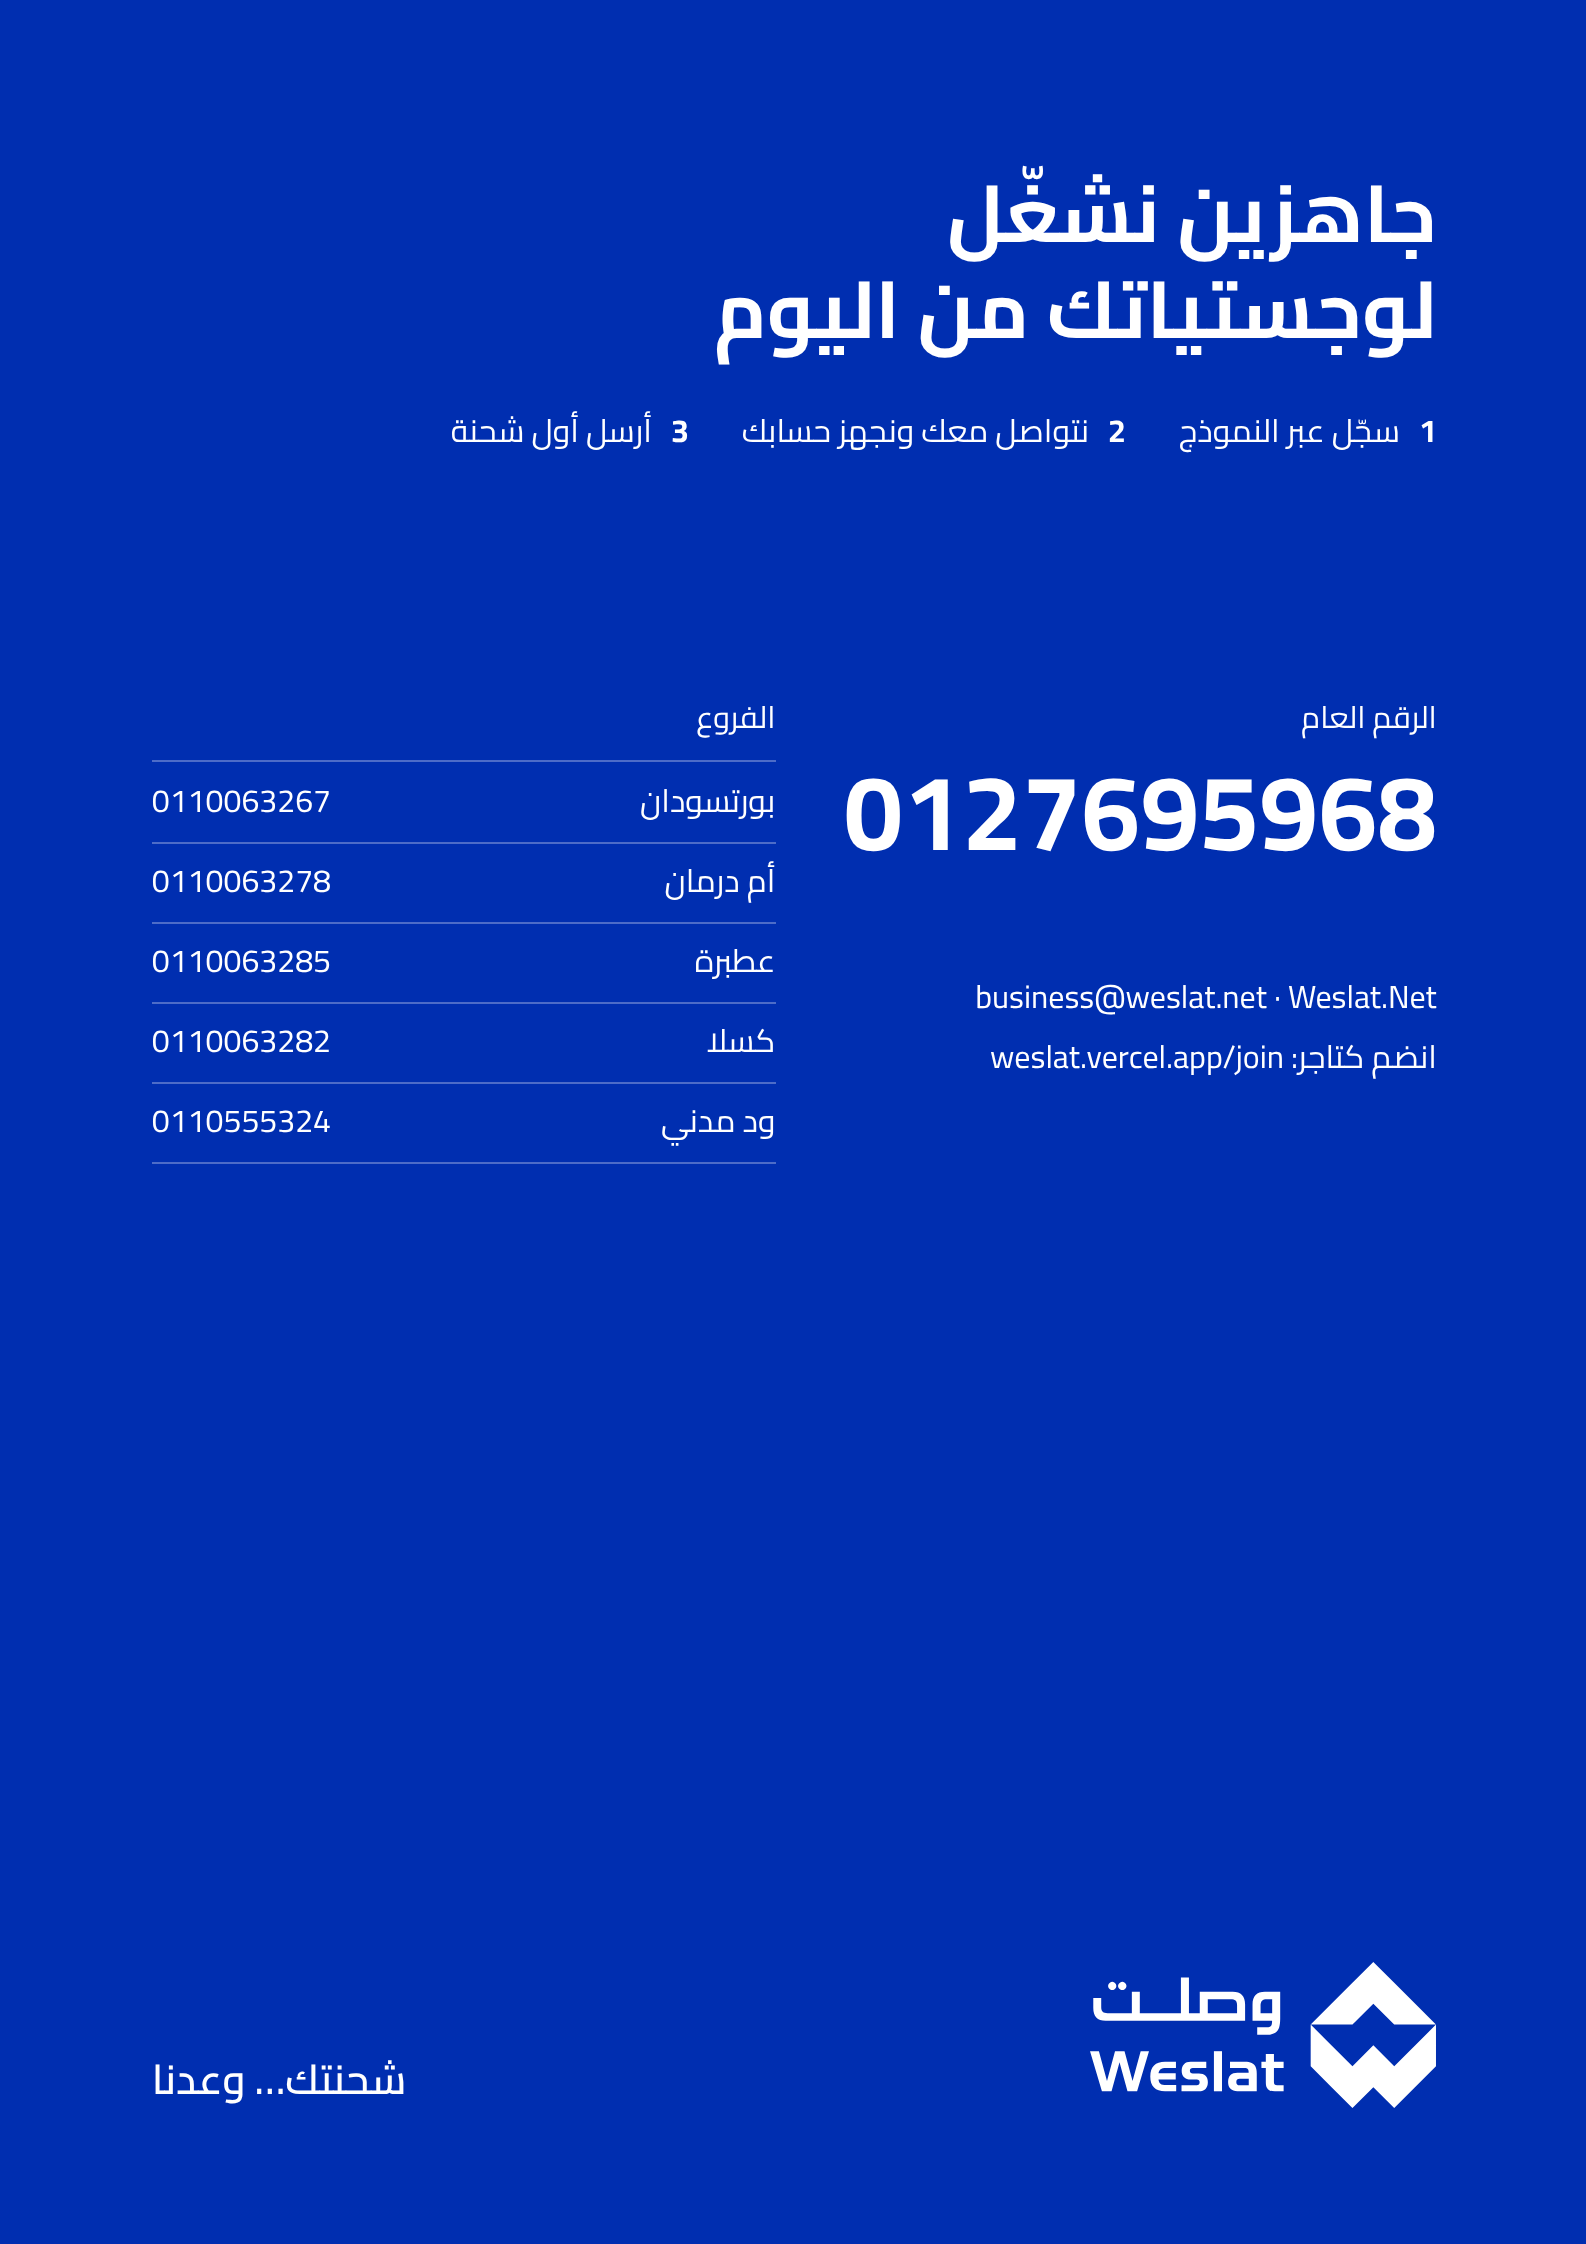 جاهزين نشغّل
لوجستياتك من اليوم
1 سجّل عبر النموذج 2 نتواصل معك ونجهز حسابك 3 أرسل أول شحنة
الرقم العام
0127695968
business@weslat.net · Weslat.Net
انضم كتاجر: weslat.vercel.app/join
الفروع
بورتسودان 0110063267
أم درمان 0110063278
عطبرة 0110063285
كسلا 0110063282
ود مدني 0110555324
وصلت
Weslat
شحنتك... وعدنا